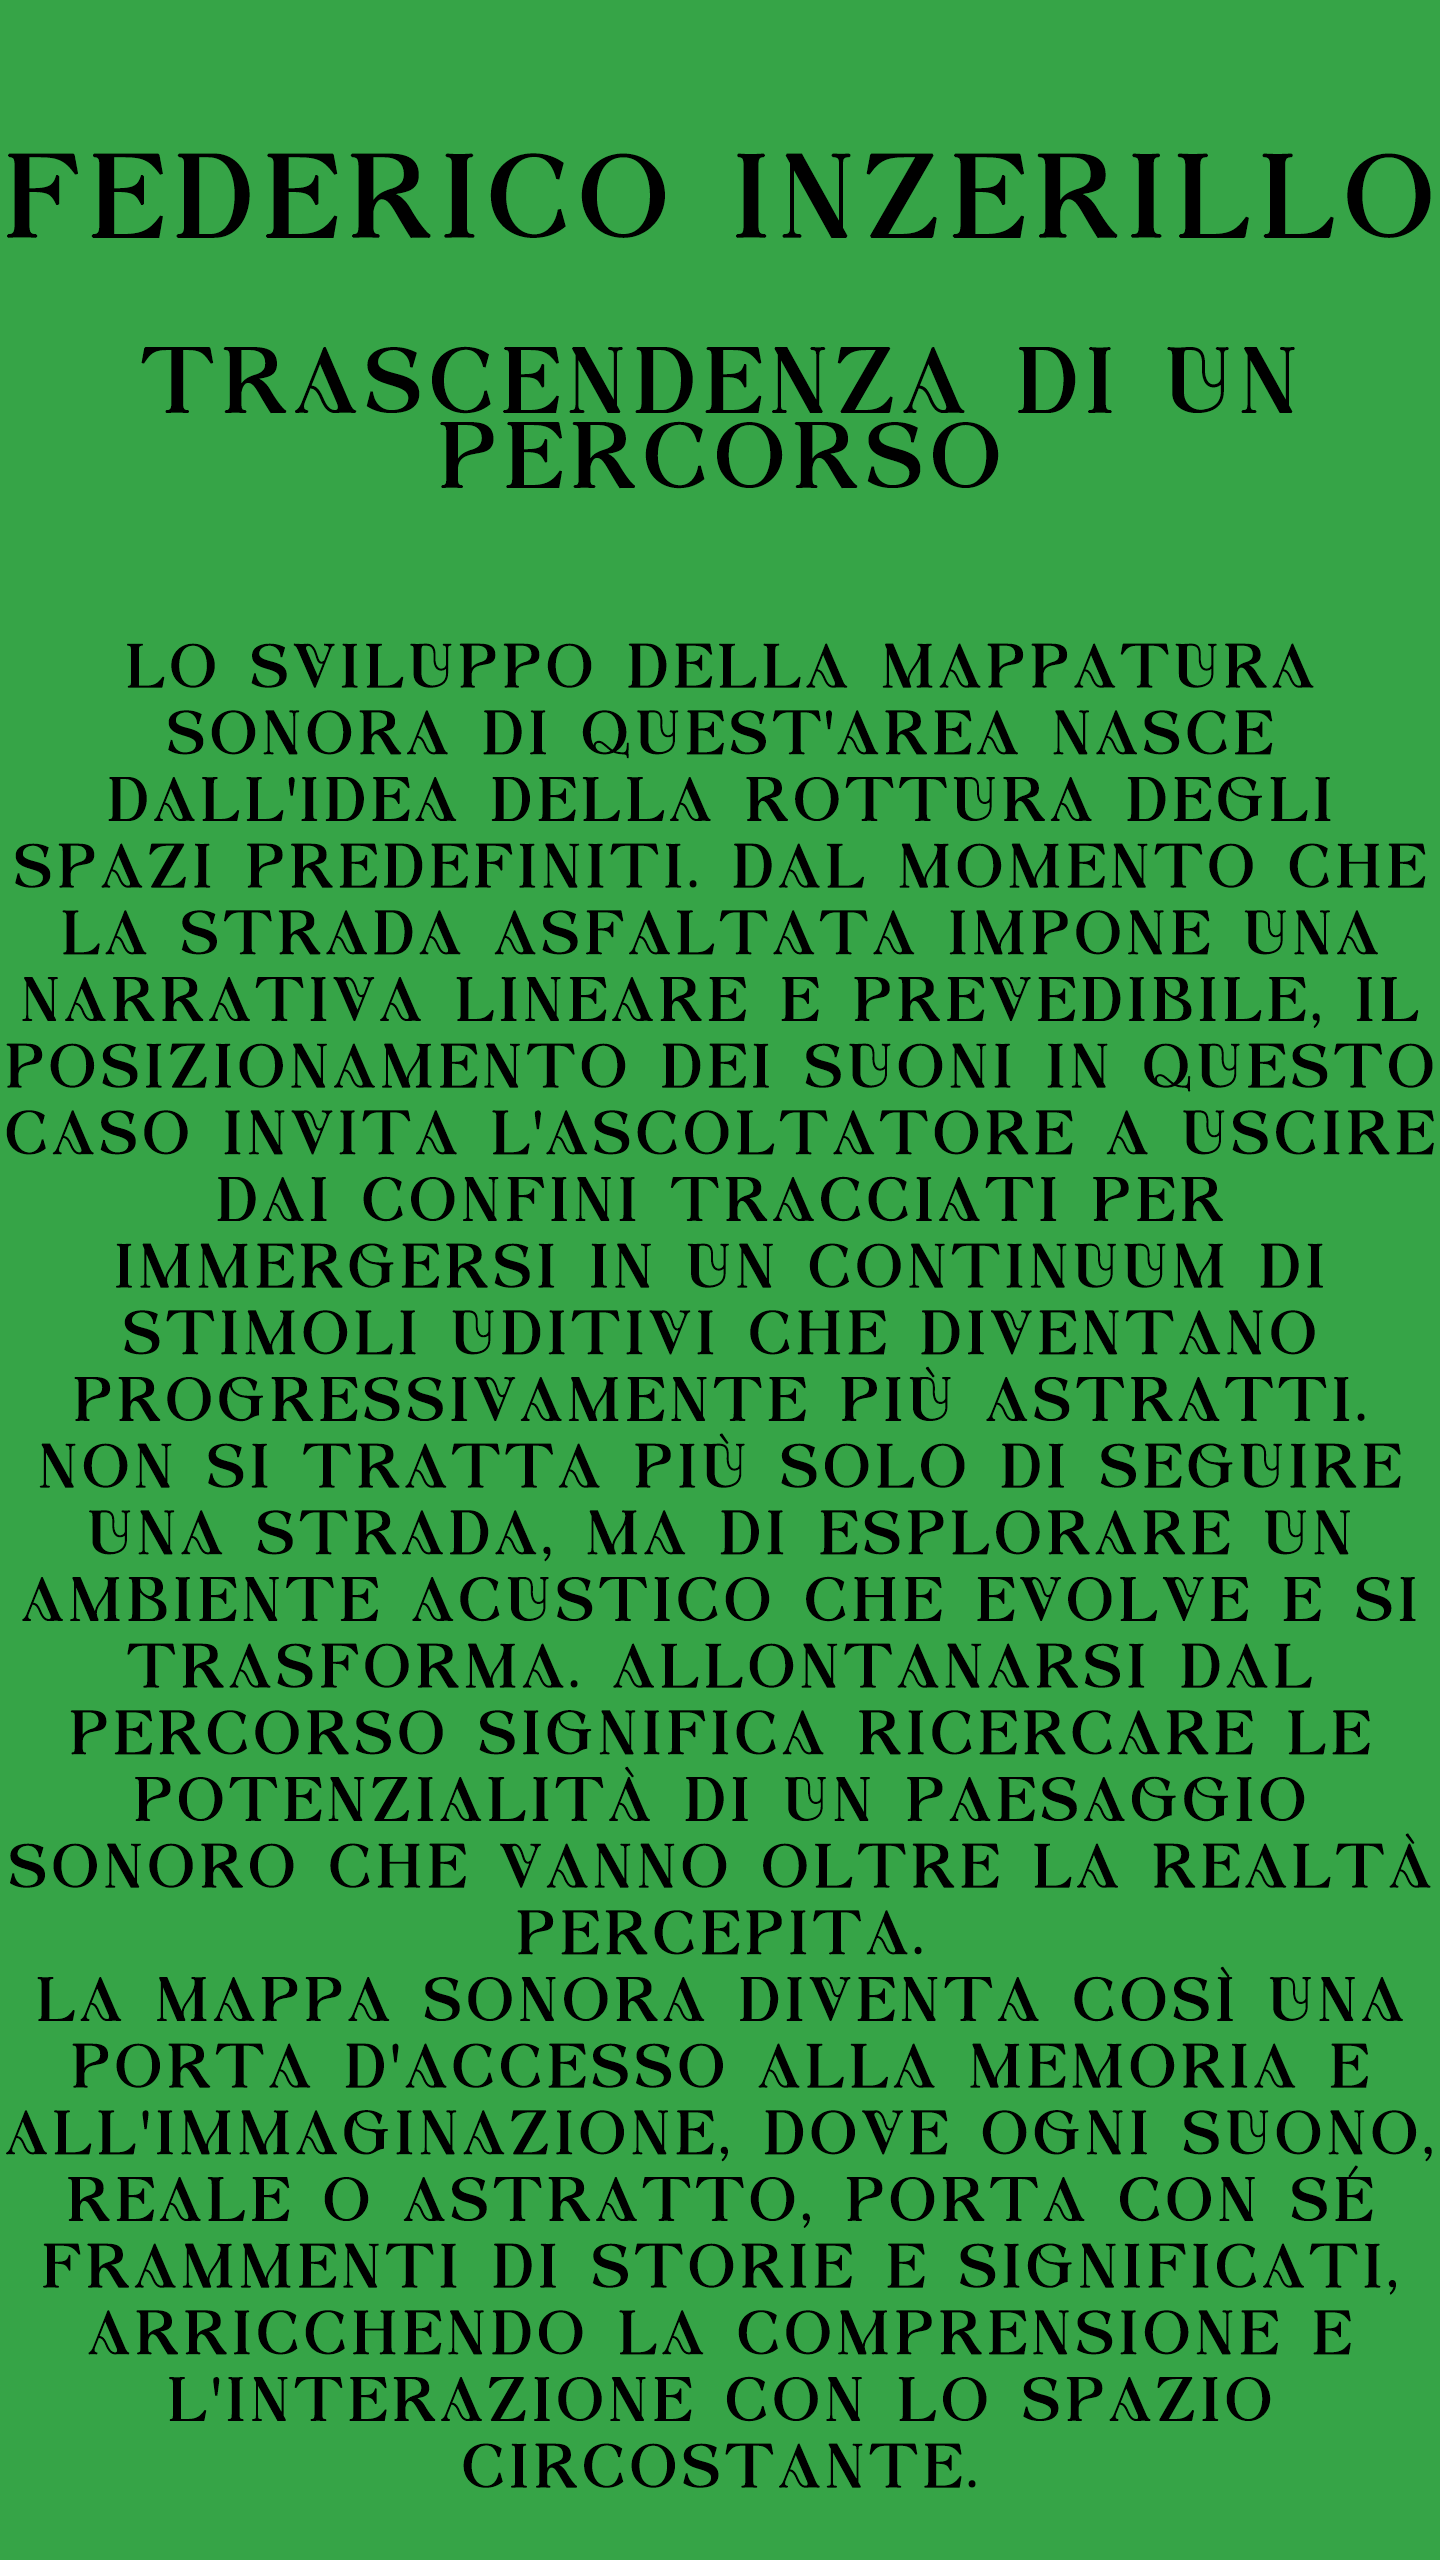 FEDERICO INZERILLO
TRASCENDENZA DI UN
PERCORSO
LO SVILUPPO DELLA MAPPATURA
SONORA DI QUEST'AREA NASCE
DALL'IDEA DELLA ROTTURA DEGLI
SPAZI PREDEFINITI. DAL MOMENTO CHE
LA STRADA ASFALTATA IMPONE UNA
NARRATIVA LINEARE E PREVEDIBILE, IL
POSIZIONAMENTO DEI SUONI IN QUESTO
CASO INVITA L'ASCOLTATORE A USCIRE
DAI CONFINI TRACCIATI PER
IMMERGERSI IN UN CONTINUUM DI
STIMOLI UDITIVI CHE DIVENTANO
PROGRESSIVAMENTE PIÙ ASTRATTI.
NON SI TRATTA PIÙ SOLO DI SEGUIRE
UNA STRADA, MA DI ESPLORARE UN
AMBIENTE ACUSTICO CHE EVOLVE E SI
TRASFORMA. ALLONTANARSI DAL
PERCORSO SIGNIFICA RICERCARE LE
POTENZIALITÀ DI UN PAESAGGIO
SONORO CHE VANNO OLTRE LA REALTÀ
PERCEPITA.
LA MAPPA SONORA DIVENTA COSÌ UNA
PORTA D'ACCESSO ALLA MEMORIA E
ALL'IMMAGINAZIONE, DOVE OGNI SUONO,
REALE O ASTRATTO, PORTA CON SÉ
FRAMMENTI DI STORIE E SIGNIFICATI,
ARRICCHENDO LA COMPRENSIONE E
L'INTERAZIONE CON LO SPAZIO
CIRCOSTANTE.